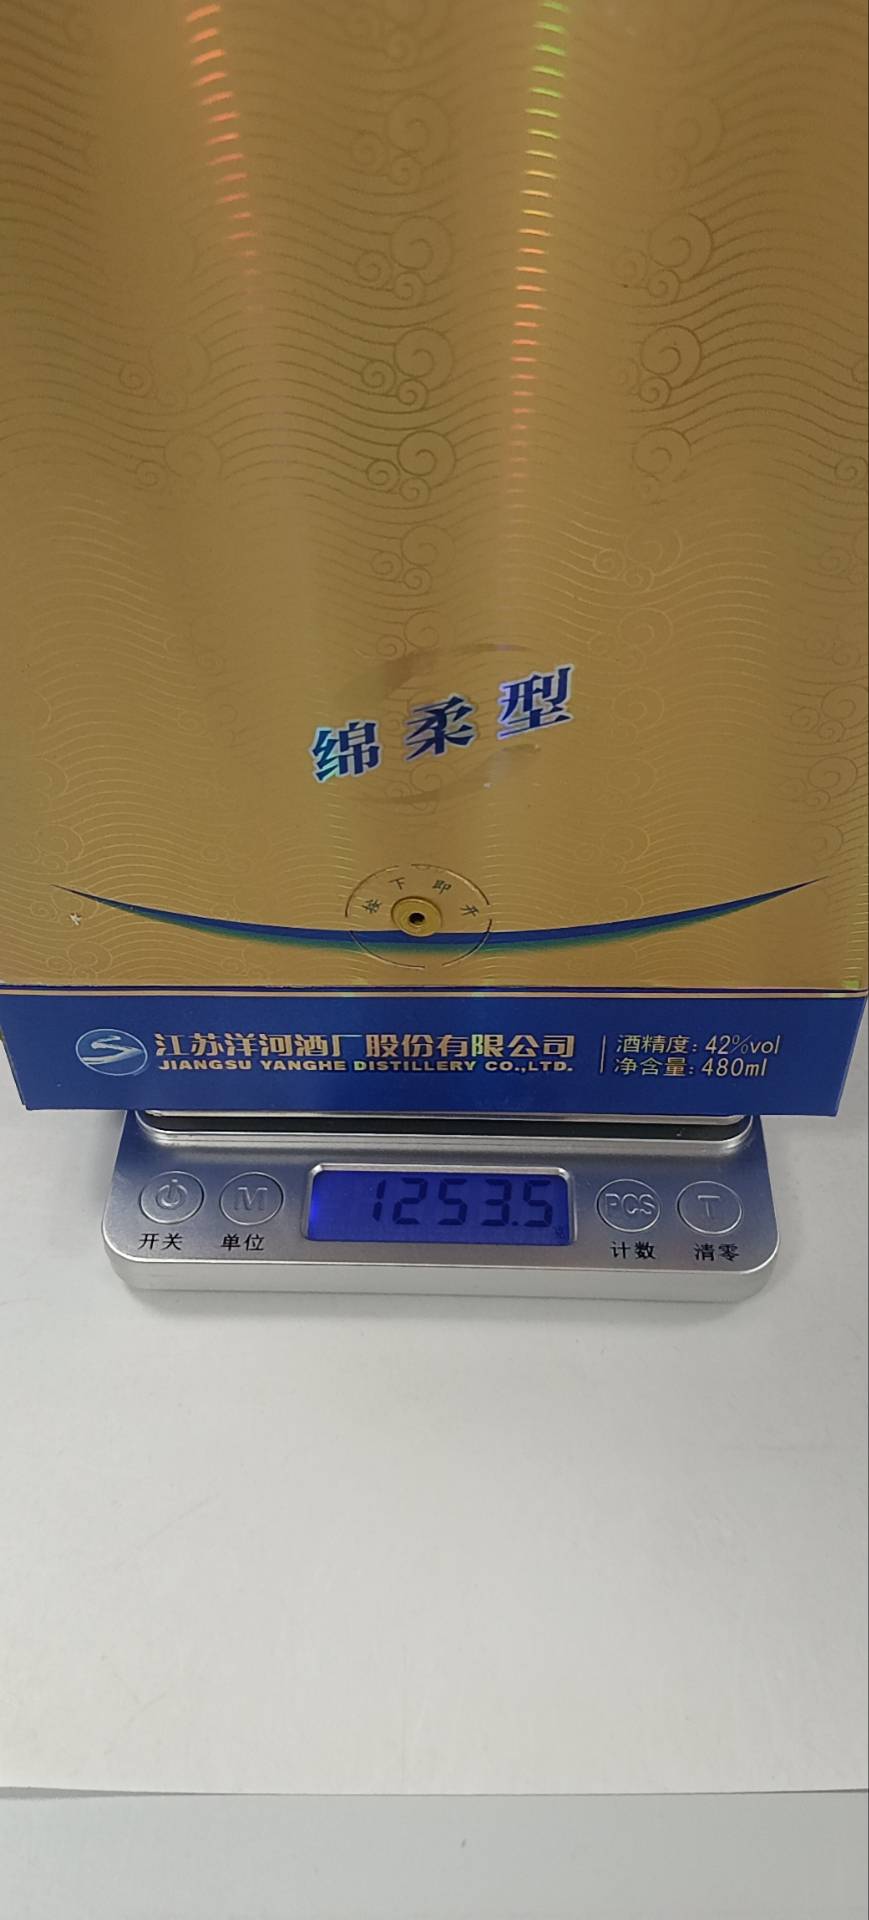 绵柔型
按下即开
江苏洋河酒厂股份有限公司
JIANGSU YANGHE DISTILLERY CO.,LTD.
酒精度: 42%vol
净含量: 480ml
1253.5
M
PCS
T
开关
单位
计数
清零